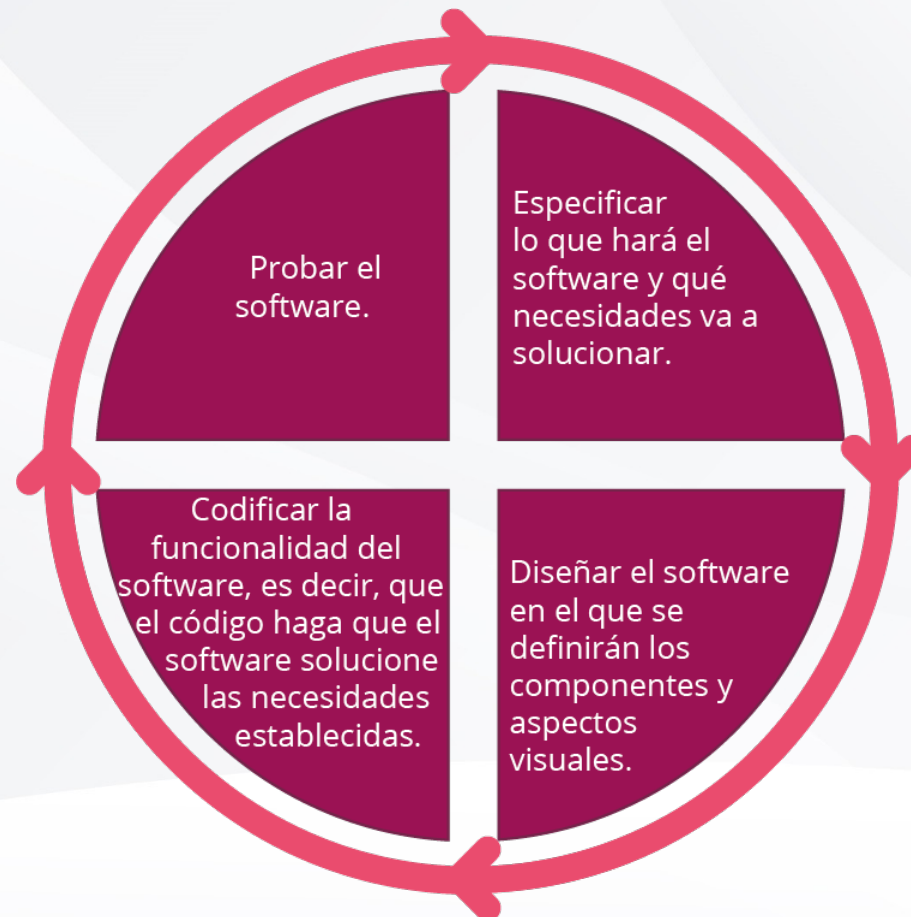 Probar el
software.
Especificar
lo que hará el
software y qué
necesidades va a
solucionar.
Codificar la
funcionalidad del
software, es decir, que
el código haga que el
software solucione
las necesidades
establecidas.
Diseñar el software
en el que se
definirán los
componentes y
aspectos
visuales.